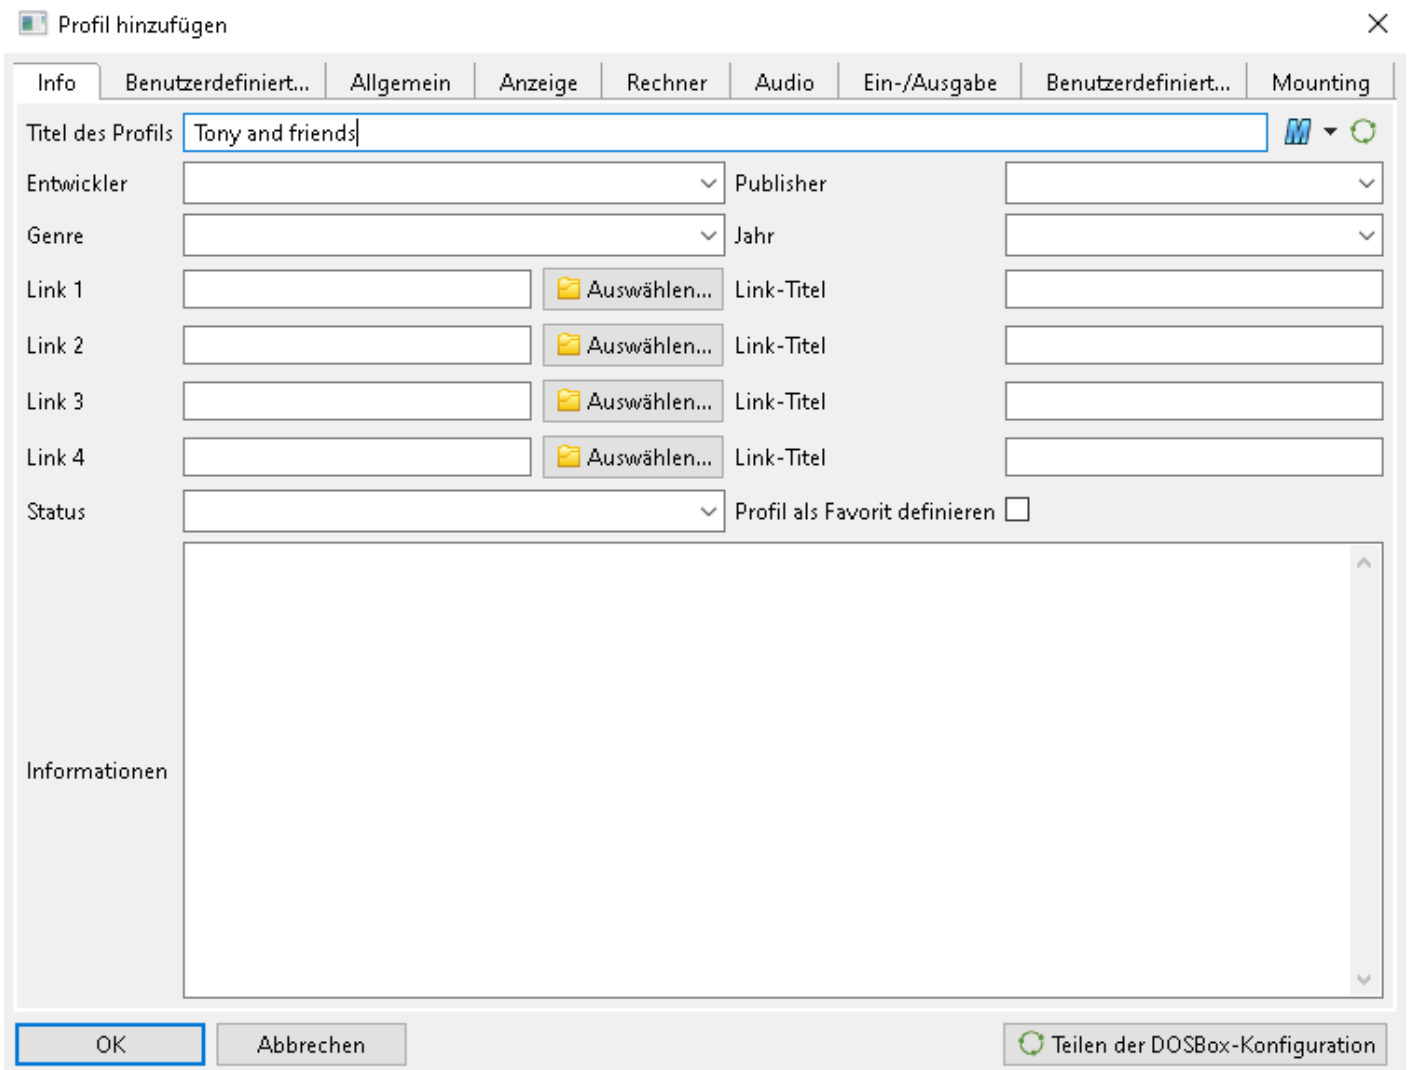 Profil hinzufügen
Info Benutzerdefiniert... Allgemein Anzeige Rechner Audio Ein-/Ausgabe Benutzerdefiniert... Mounting
Titel des Profils Tony and friends M
Entwickler Publisher
Genre Jahr
Link 1 Auswählen... Link-Titel
Link 2 Auswählen... Link-Titel
Link 3 Auswählen... Link-Titel
Link 4 Auswählen... Link-Titel
Status Profil als Favorit definieren
Informationen
OK Abbrechen Teilen der DOSBox-Konfiguration